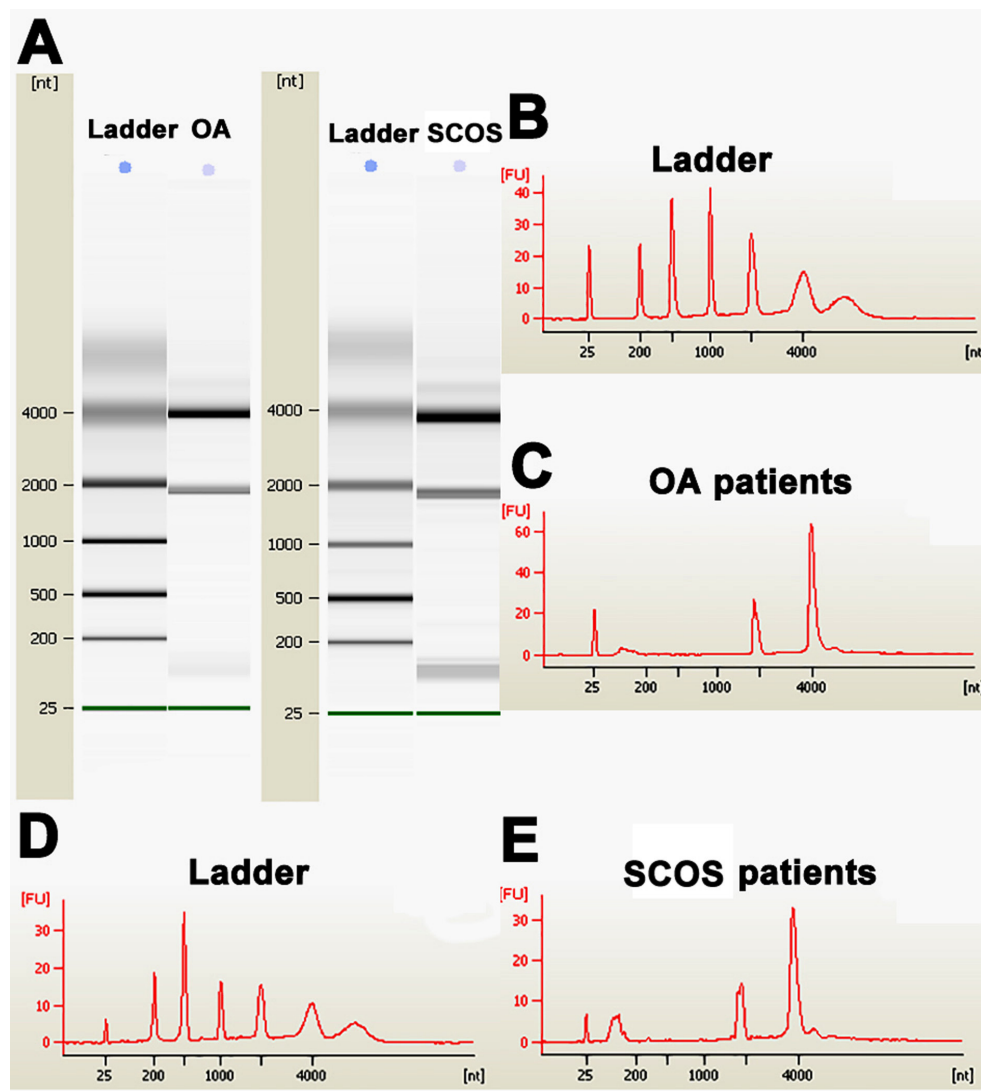 A
[nt]
[nt]
Ladder OA
Ladder SCOS
4000
2000
1000
500
200
25
4000
2000
1000
500
200
25
B
Ladder
[FU]
40
30
20
10
0
25 200 1000 4000 [nt
C
OA patients
[FU]
60
40
20
0
25 200 1000 4000 [nt
D
Ladder
[FU]
30
20
10
0
25 200 1000 4000 [nt]
E
SCOS patients
[FU]
30
20
10
0
25 200 1000 4000 [nt]